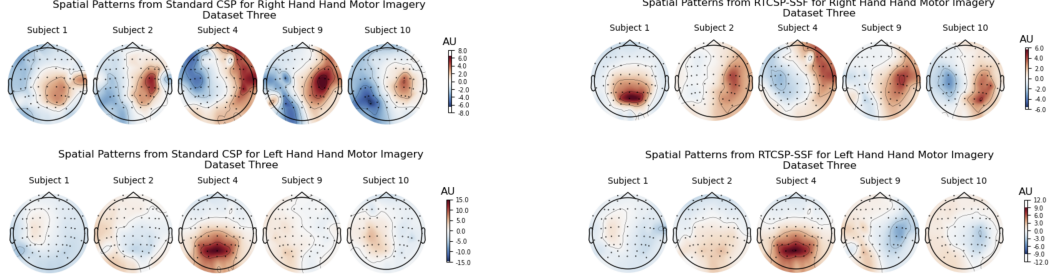 Spatial Patterns from Standard CSP for Right Hand Hand Motor Imagery
Dataset Three
Subject 1 Subject 2 Subject 4 Subject 9 Subject 10
AU
8.0
6.0
4.0
2.0
0.0
-2.0
-4.0
-6.0
-8.0
Spatial Patterns from RTCSP-SSF for Right Hand Hand Motor Imagery
Dataset Three
Subject 1 Subject 2 Subject 4 Subject 9 Subject 10
AU
6.0
4.0
2.0
0.0
-2.0
-4.0
-6.0
Spatial Patterns from Standard CSP for Left Hand Hand Motor Imagery
Dataset Three
Subject 1 Subject 2 Subject 4 Subject 9 Subject 10
AU
15.0
10.0
5.0
0.0
-5.0
-10.0
-15.0
Spatial Patterns from RTCSP-SSF for Left Hand Hand Motor Imagery
Dataset Three
Subject 1 Subject 2 Subject 4 Subject 9 Subject 10
AU
12.0
9.0
6.0
3.0
0.0
-3.0
-6.0
-9.0
-12.0